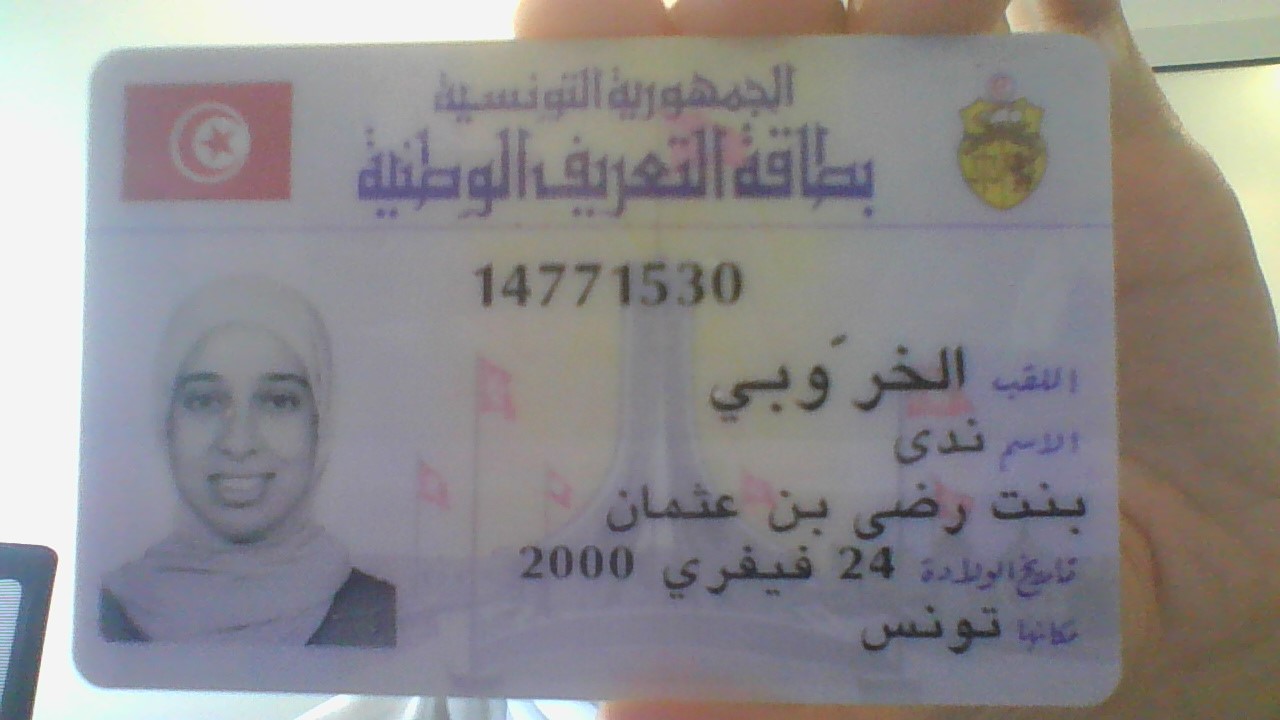 الجمهورية التونسية
بطاقة التعريف الوطنية
14771530
اللقب الخرَوبي
الاسم ندى
بنت رضى بن عثمان
تاريخ الولادة 24 فيفري 2000
مكانها تونس